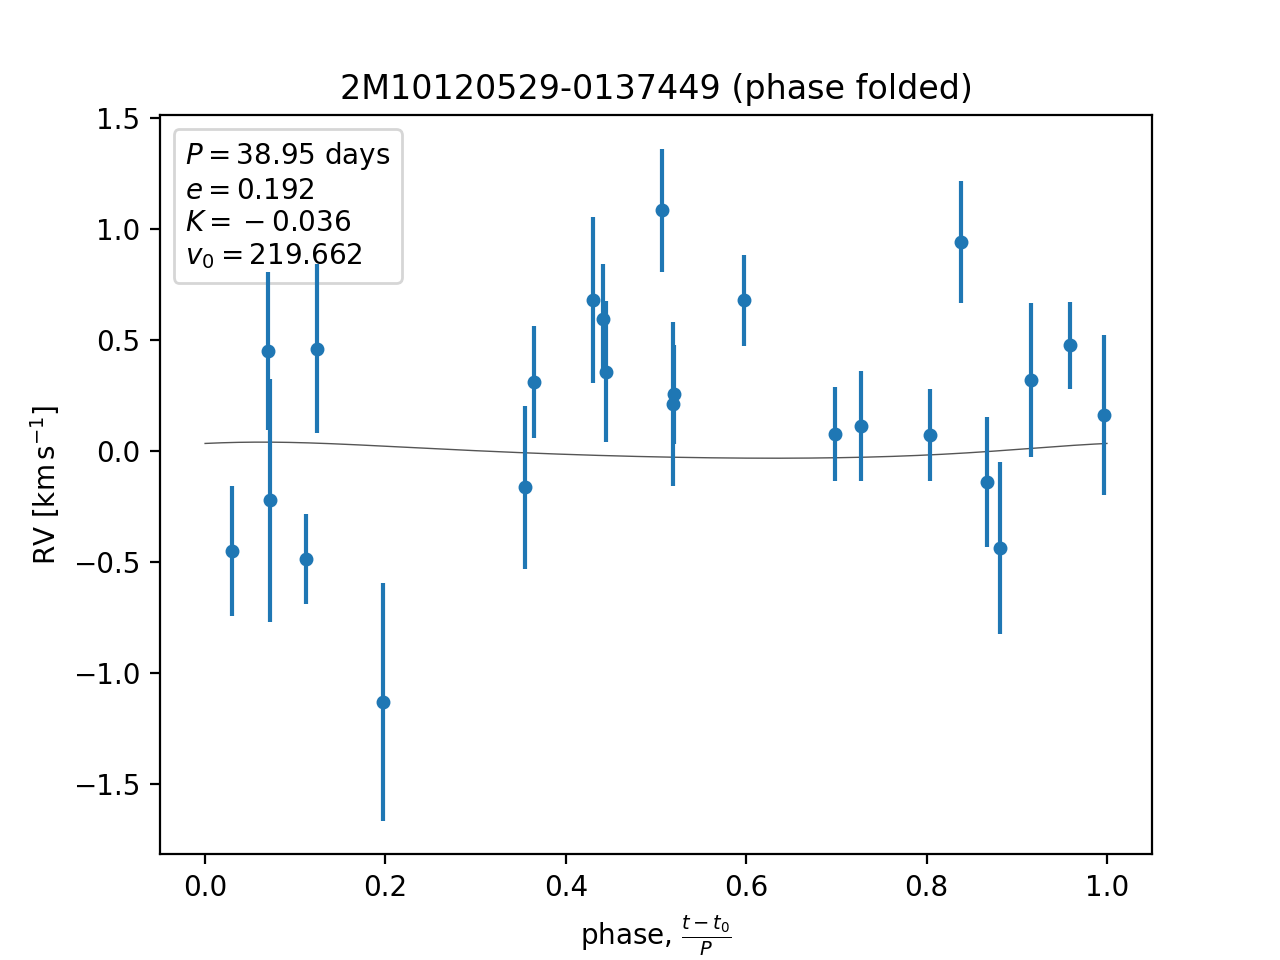 2M10120529-0137449 (phase folded)
P = 38.95 days
e = 0.192
K = −0.036
v₀ = 219.662
1.5
1.0
0.5
0.0
−0.5
−1.0
−1.5
RV [km s⁻¹]
0.0 0.2 0.4 0.6 0.8 1.0
phase, (t − t₀)/P